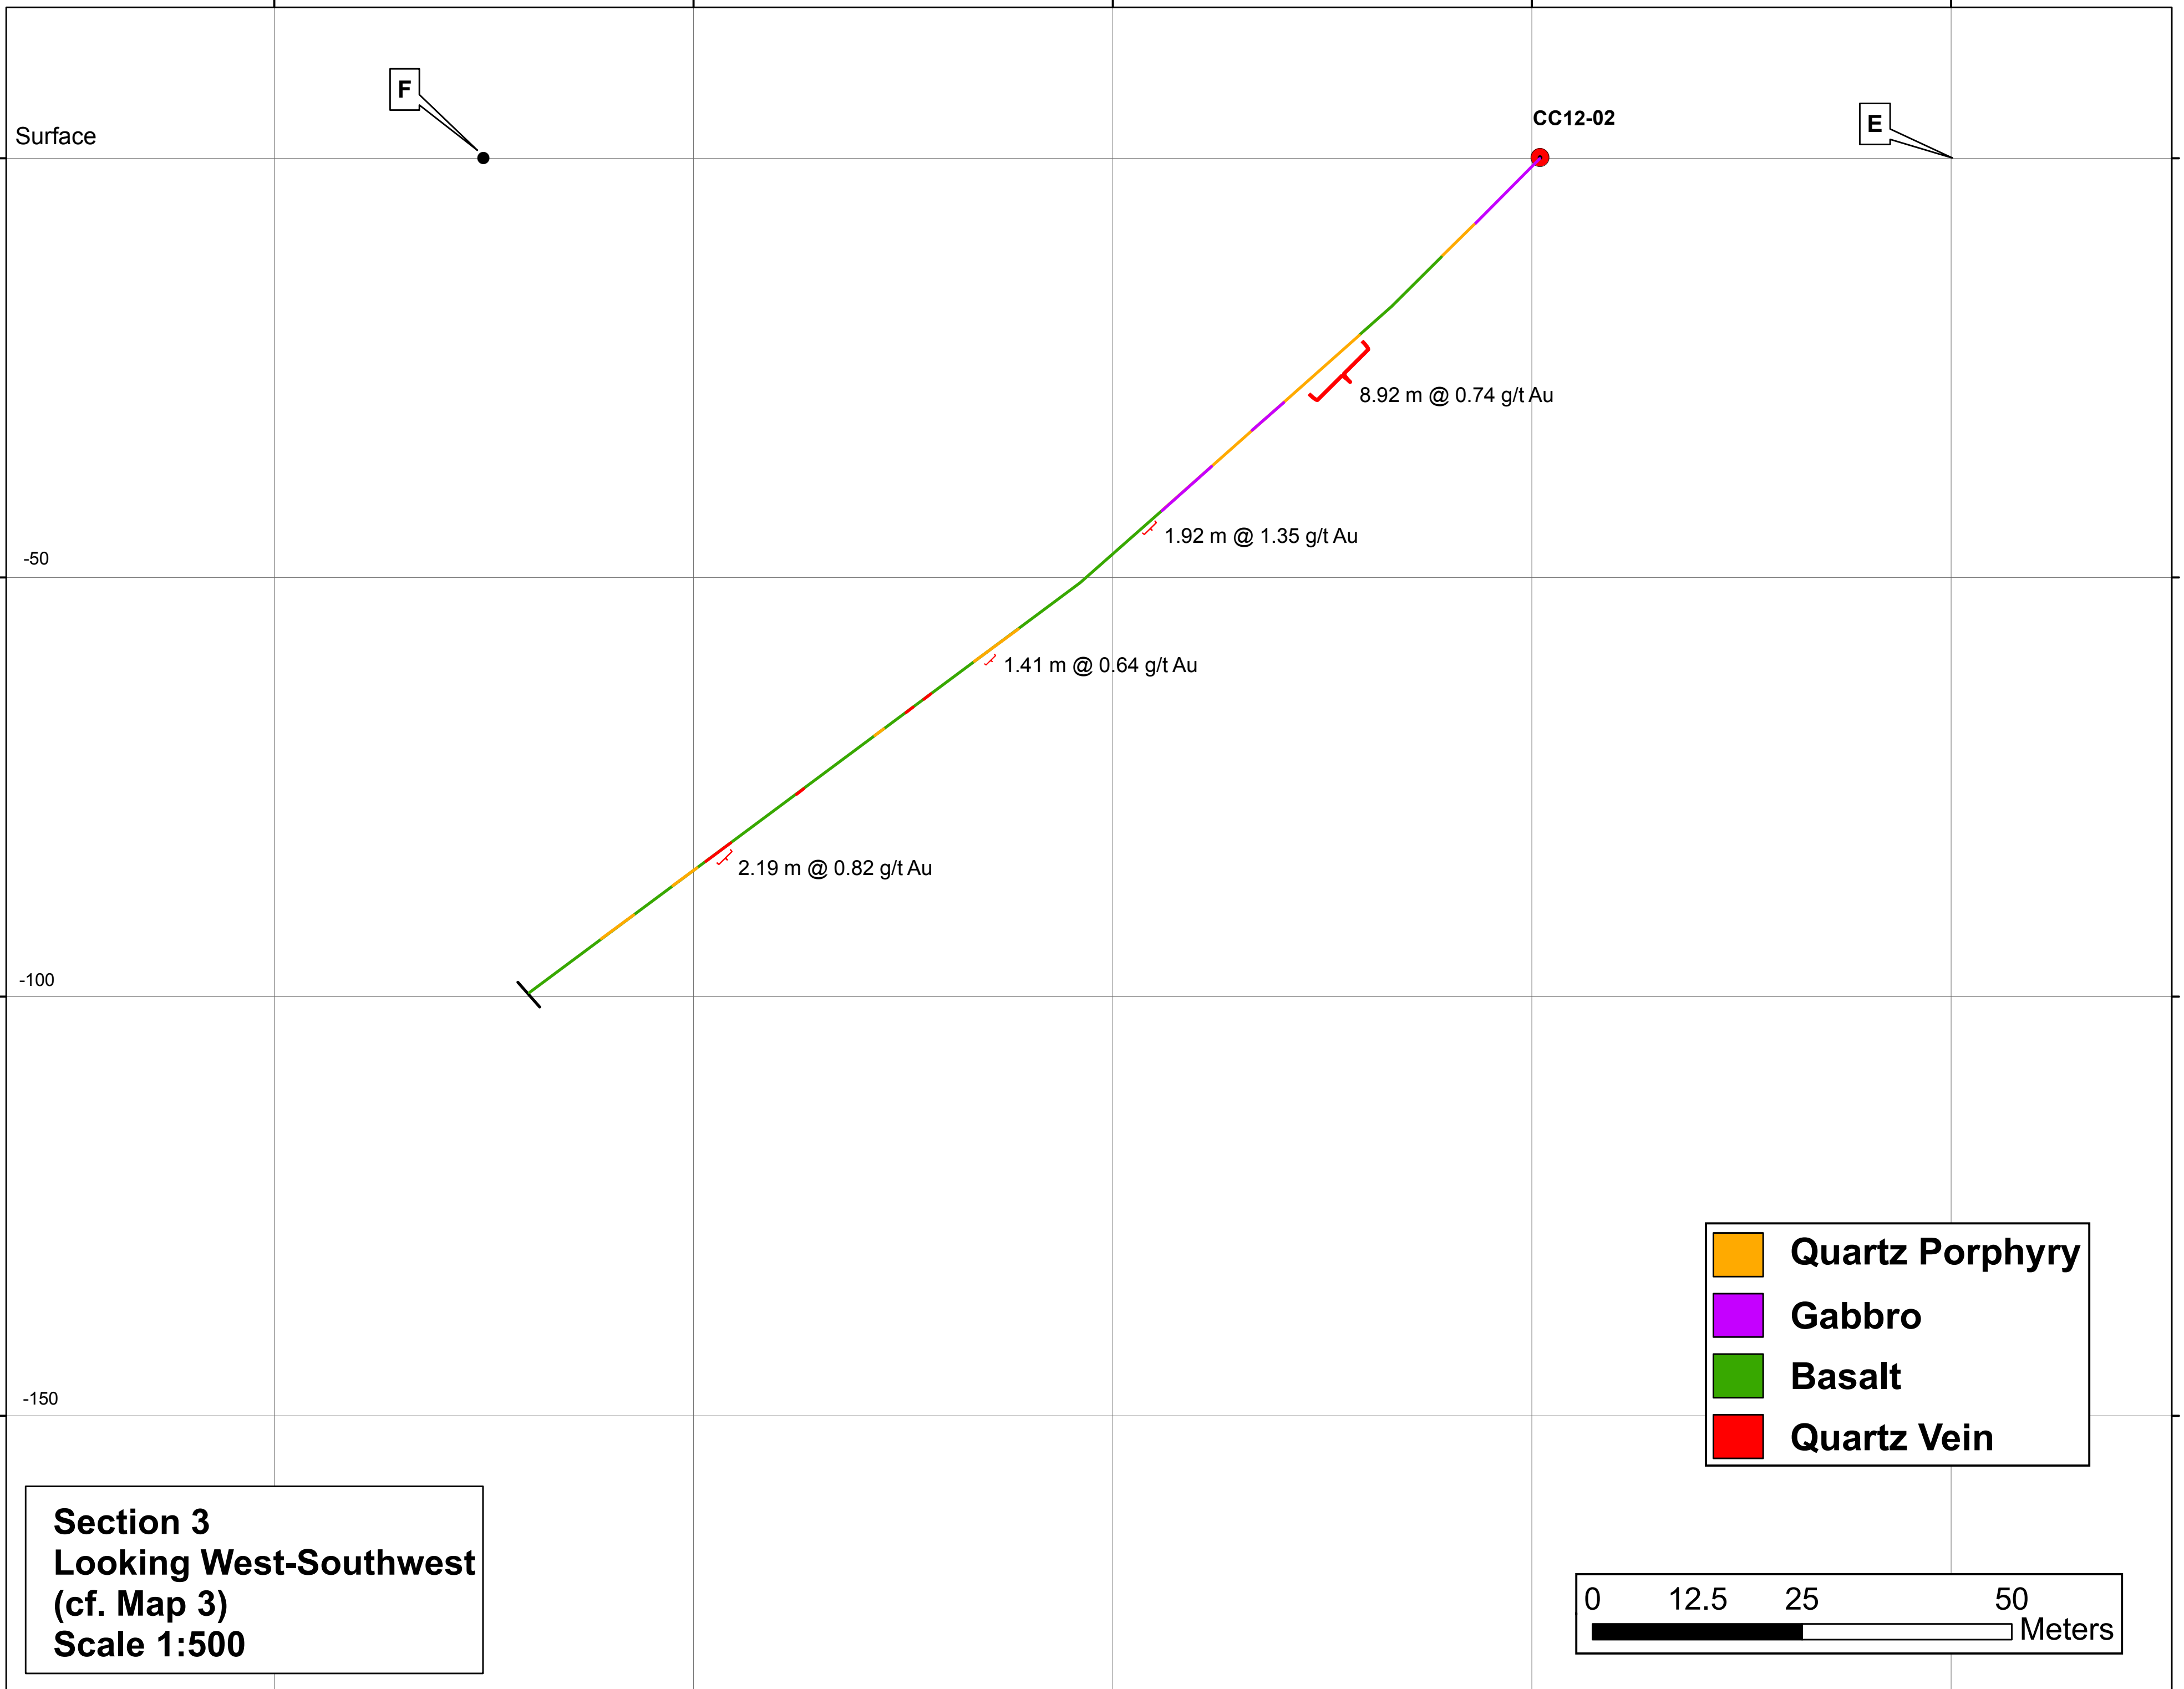 F
CC12-02
E
Surface
8.92 m @ 0.74 g/t Au
1.92 m @ 1.35 g/t Au
-50
1.41 m @ 0.64 g/t Au
2.19 m @ 0.82 g/t Au
-100
Quartz Porphyry
Gabbro
Basalt
Quartz Vein
-150
Section 3
Looking West-Southwest
(cf. Map 3)
Scale 1:500
0 12.5 25 50
Meters